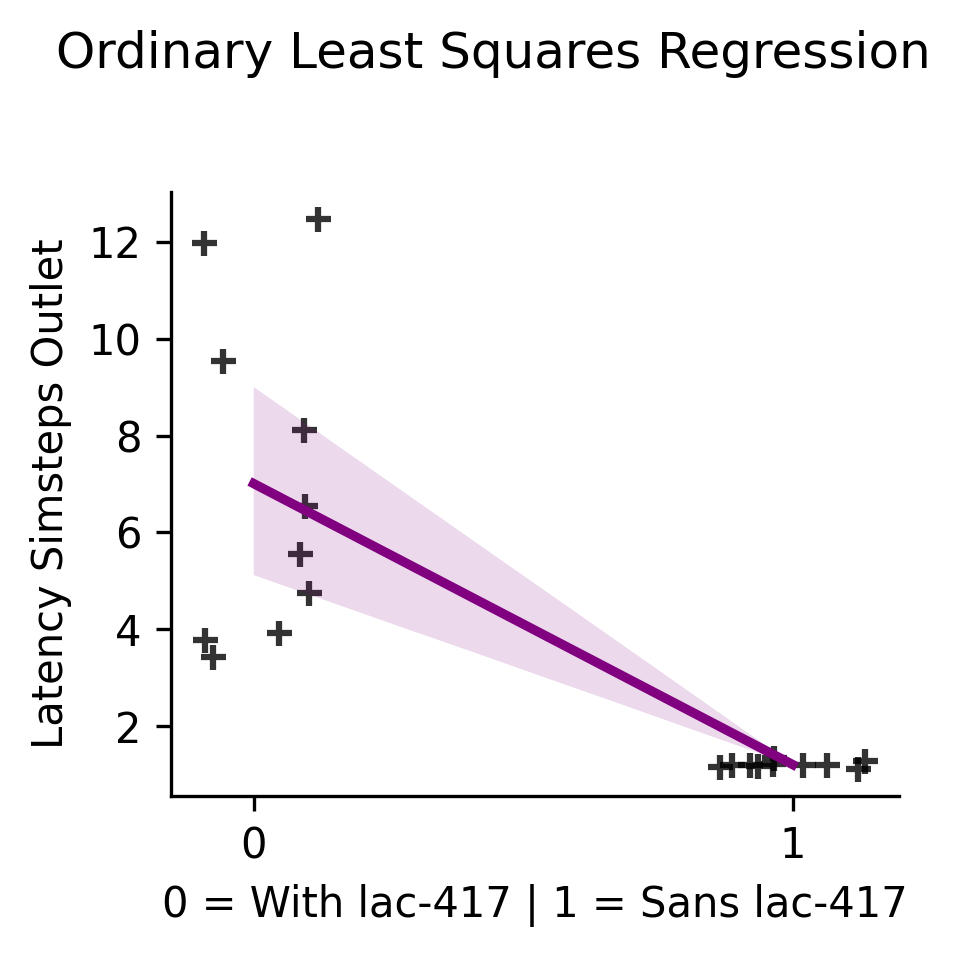 Ordinary Least Squares Regression
Latency Simsteps Outlet
12
10
8
6
4
2
0
1
0 = With lac-417 | 1 = Sans lac-417